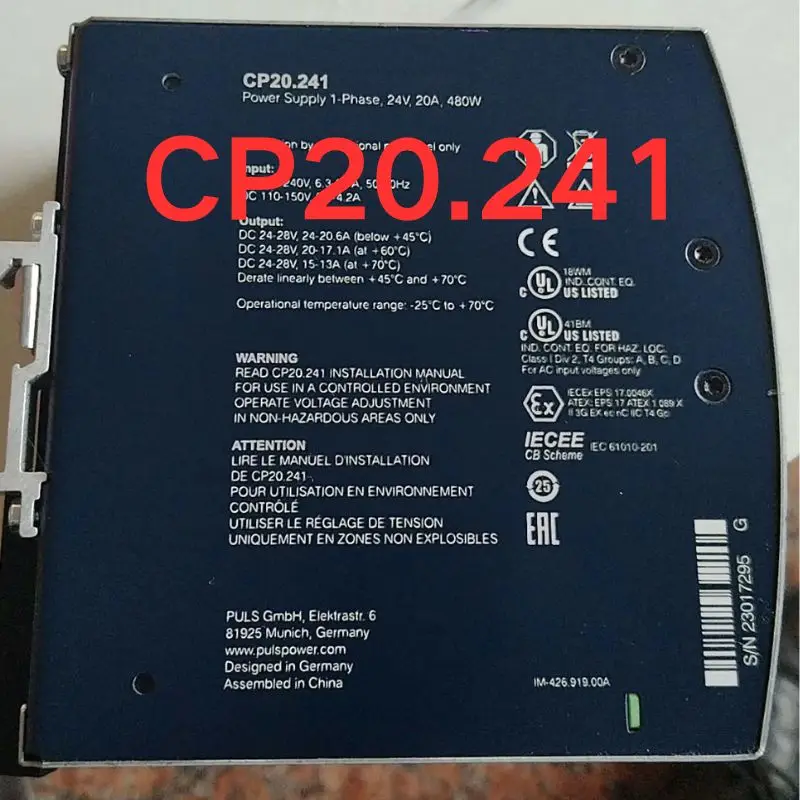 CP20.241
Power Supply 1-Phase, 24V, 20A, 480W
by only
CP20.241
Input:
240V, 6.3
DC 110-150V, 4.2A
Output:
DC 24-28V, 24-20.6A (below +45°C)
DC 24-28V, 20-17.1A (at +60°C)
DC 24-28V, 15-13A (at +70°C)
Derate linearly between +45°C and +70°C
Operational temperature range: -25°C to +70°C
WARNING
READ CP20.241 INSTALLATION MANUAL
FOR USE IN A CONTROLLED ENVIRONMENT
OPERATE VOLTAGE ADJUSTMENT
IN NON-HAZARDOUS AREAS ONLY
ATTENTION
LIRE LE MANUEL D'INSTALLATION
DE CP20.241
POUR UTILISATION EN ENVIRONNEMENT
CONTRÔLÉ
UTILISER LE RÉGLAGE DE TENSION
UNIQUEMENT EN ZONES NON EXPLOSIBLES
PULS GmbH, Elektrastr. 6
81925 Munich, Germany
www.pulspower.com
Designed in Germany
Assembled in China
CE
18WM
IND. CONT. EQ.
C UL US LISTED
41BM
C UL US LISTED
IND. CONT. EQ. FOR HAZ. LOC.
Class I Div 2, T4 Groups: A, B, C, D
For AC input voltages only
Ex
IECEx EPS 17.0046X
ATEX: EPS 17 ATEX 1 089 X
II 3G EX ec nC IIC T4 Gc
IECEE
CB Scheme
IEC 61010-201
25
EAC
IM-426.919.00A
S/N 23017295 G